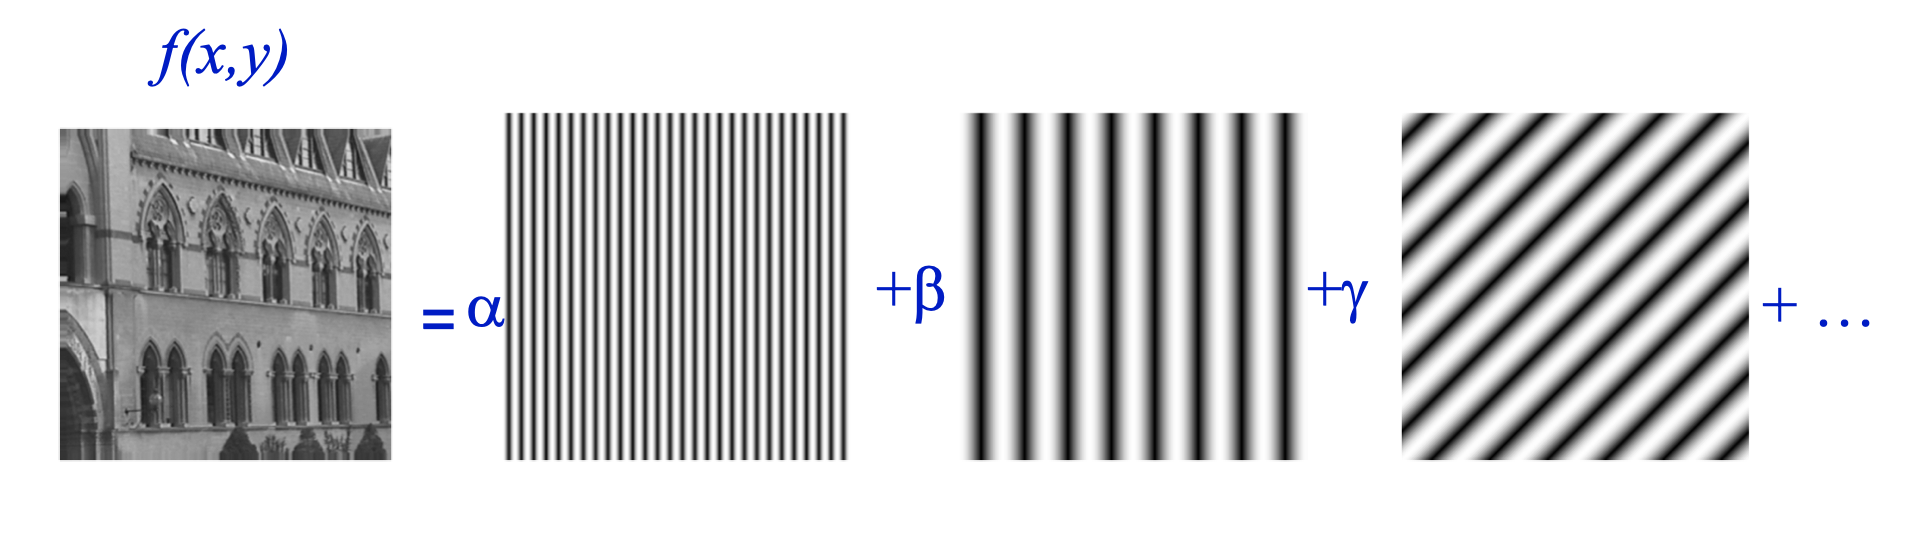 f(x,y)
= α +β +γ + ...